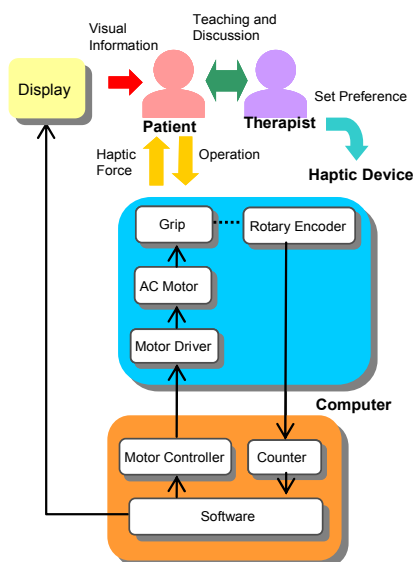 Visual
Information
Teaching and
Discussion
Display
Set Preference
Patient
Therapist
Haptic
Force
Operation
Haptic Device
Grip
Rotary Encoder
AC Motor
Motor Driver
Computer
Motor Controller
Counter
Software